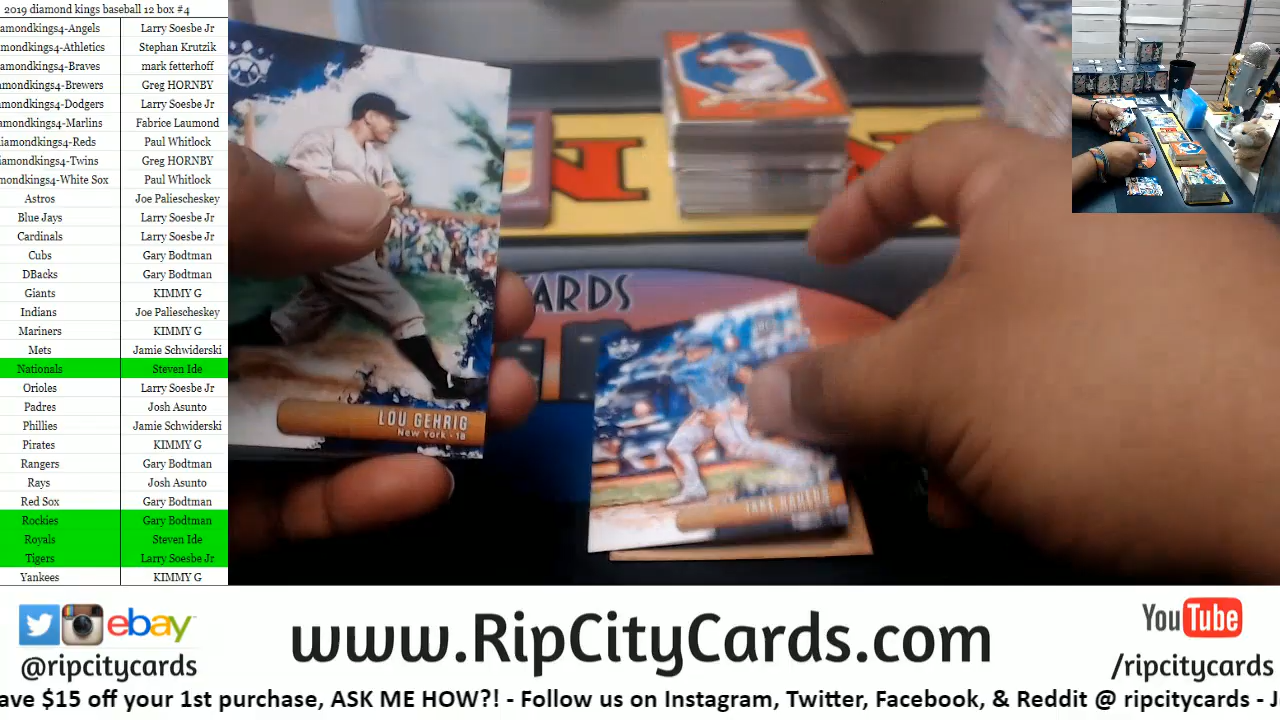 2019 diamond kings baseball 12 box #4
amondkings4-Angels Larry Soesbe Jr
mondkings4-Athletics Stephan Krutzik
amondkings4-Braves mark fetterhoff
mondkings4-Brewers Greg HORNBY
mondkings4-Dodgers Larry Soesbe Jr
mondkings4-Marlins Fabrice Laumond
iamondkings4-Reds Paul Whitlock
iamondkings4-Twins Greg HORNBY
mondkings4-White Sox Paul Whitlock
Astros Joe Paliescheskey
Blue Jays Larry Soesbe Jr
Cardinals Larry Soesbe Jr
Cubs Gary Bodtman
DBacks Gary Bodtman
Giants KIMMY G
Indians Joe Paliescheskey
Mariners KIMMY G
Mets Jamie Schwiderski
Nationals Steven Ide
Orioles Larry Soesbe Jr
Padres Josh Asunto
Phillies Jamie Schwiderski
Pirates KIMMY G
Rangers Gary Bodtman
Rays Josh Asunto
Red Sox Gary Bodtman
Rockies Gary Bodtman
Royals Steven Ide
Tigers Larry Soesbe Jr
Yankees KIMMY G
LOU GEHRIG
New York - 1B
ARDS
N
JAKE BAUERS
ebay
@ripcitycards
www.RipCityCards.com
YouTube
/ripcitycards
ave $15 off your 1st purchase, ASK ME HOW?! - Follow us on Instagram, Twitter, Facebook, & Reddit @ ripcitycards - J